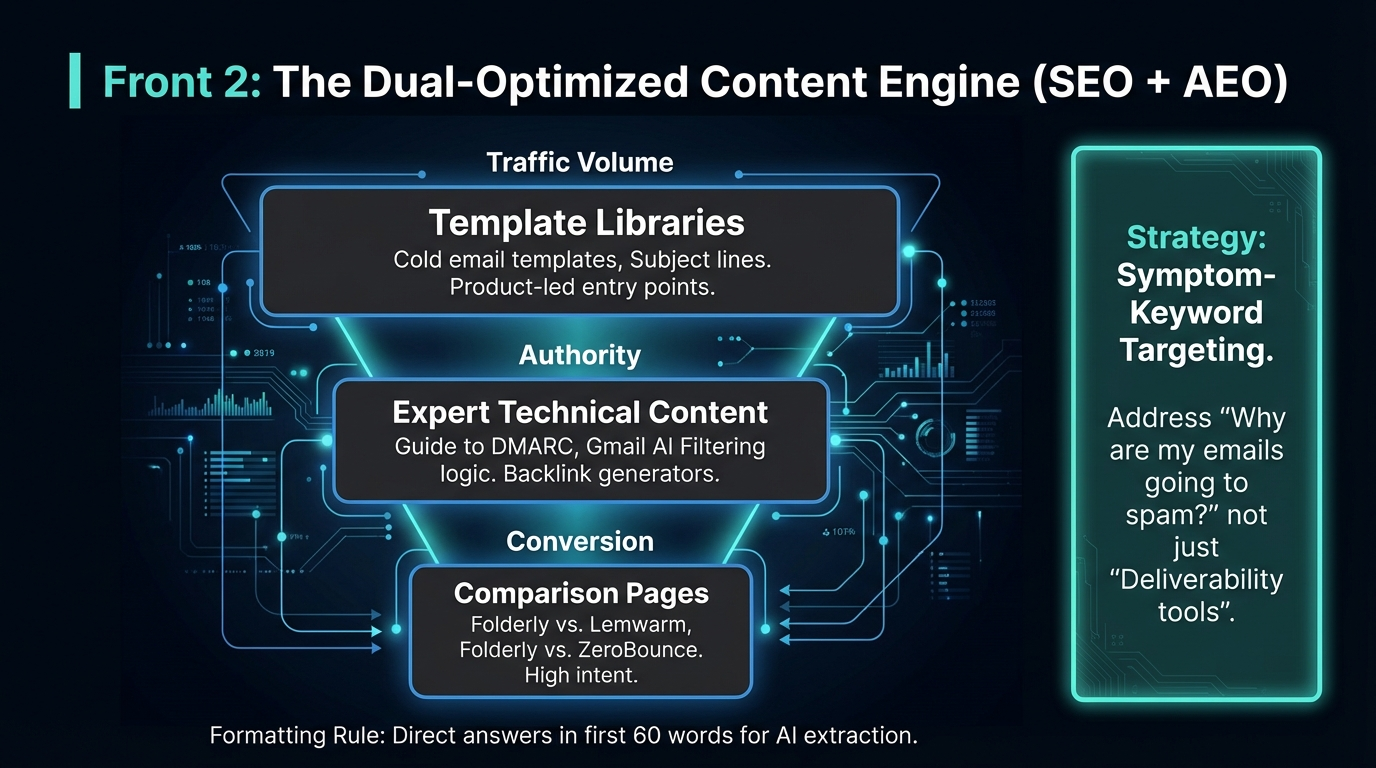 Front 2: The Dual-Optimized Content Engine (SEO + AEO)
Traffic Volume
Template Libraries
Cold email templates, Subject lines.
Product-led entry points.
Authority
Expert Technical Content
Guide to DMARC, Gmail AI Filtering
logic. Backlink generators.
Conversion
Comparison Pages
Folderly vs. Lemwarm,
Folderly vs. ZeroBounce.
High intent.
Formatting Rule: Direct answers in first 60 words for AI extraction.
Strategy:
Symptom-
Keyword
Targeting.
Address “Why
are my emails
going to
spam?” not
just
“Deliverability
tools”.
108
2819